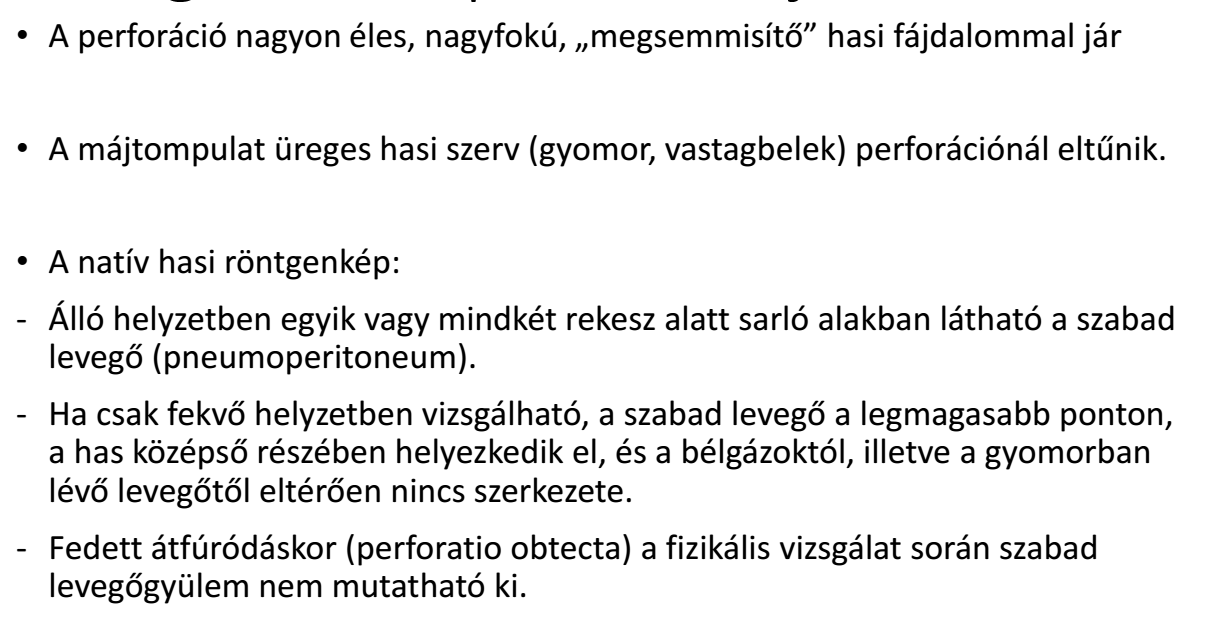 • A perforáció nagyon éles, nagyfokú, „megsemmisítő” hasi fájdalommal jár
• A májtompulat üreges hasi szerv (gyomor, vastagbelek) perforációnál eltűnik.
• A natív hasi röntgenkép:
- Álló helyzetben egyik vagy mindkét rekesz alatt sarló alakban látható a szabad
levegő (pneumoperitoneum).
- Ha csak fekvő helyzetben vizsgálható, a szabad levegő a legmagasabb ponton,
a has középső részében helyezkedik el, és a bélgázoktól, illetve a gyomorban
lévő levegőtől eltérően nincs szerkezete.
- Fedett átfúródáskor (perforatio obtecta) a fizikális vizsgálat során szabad
levegőgyülem nem mutatható ki.